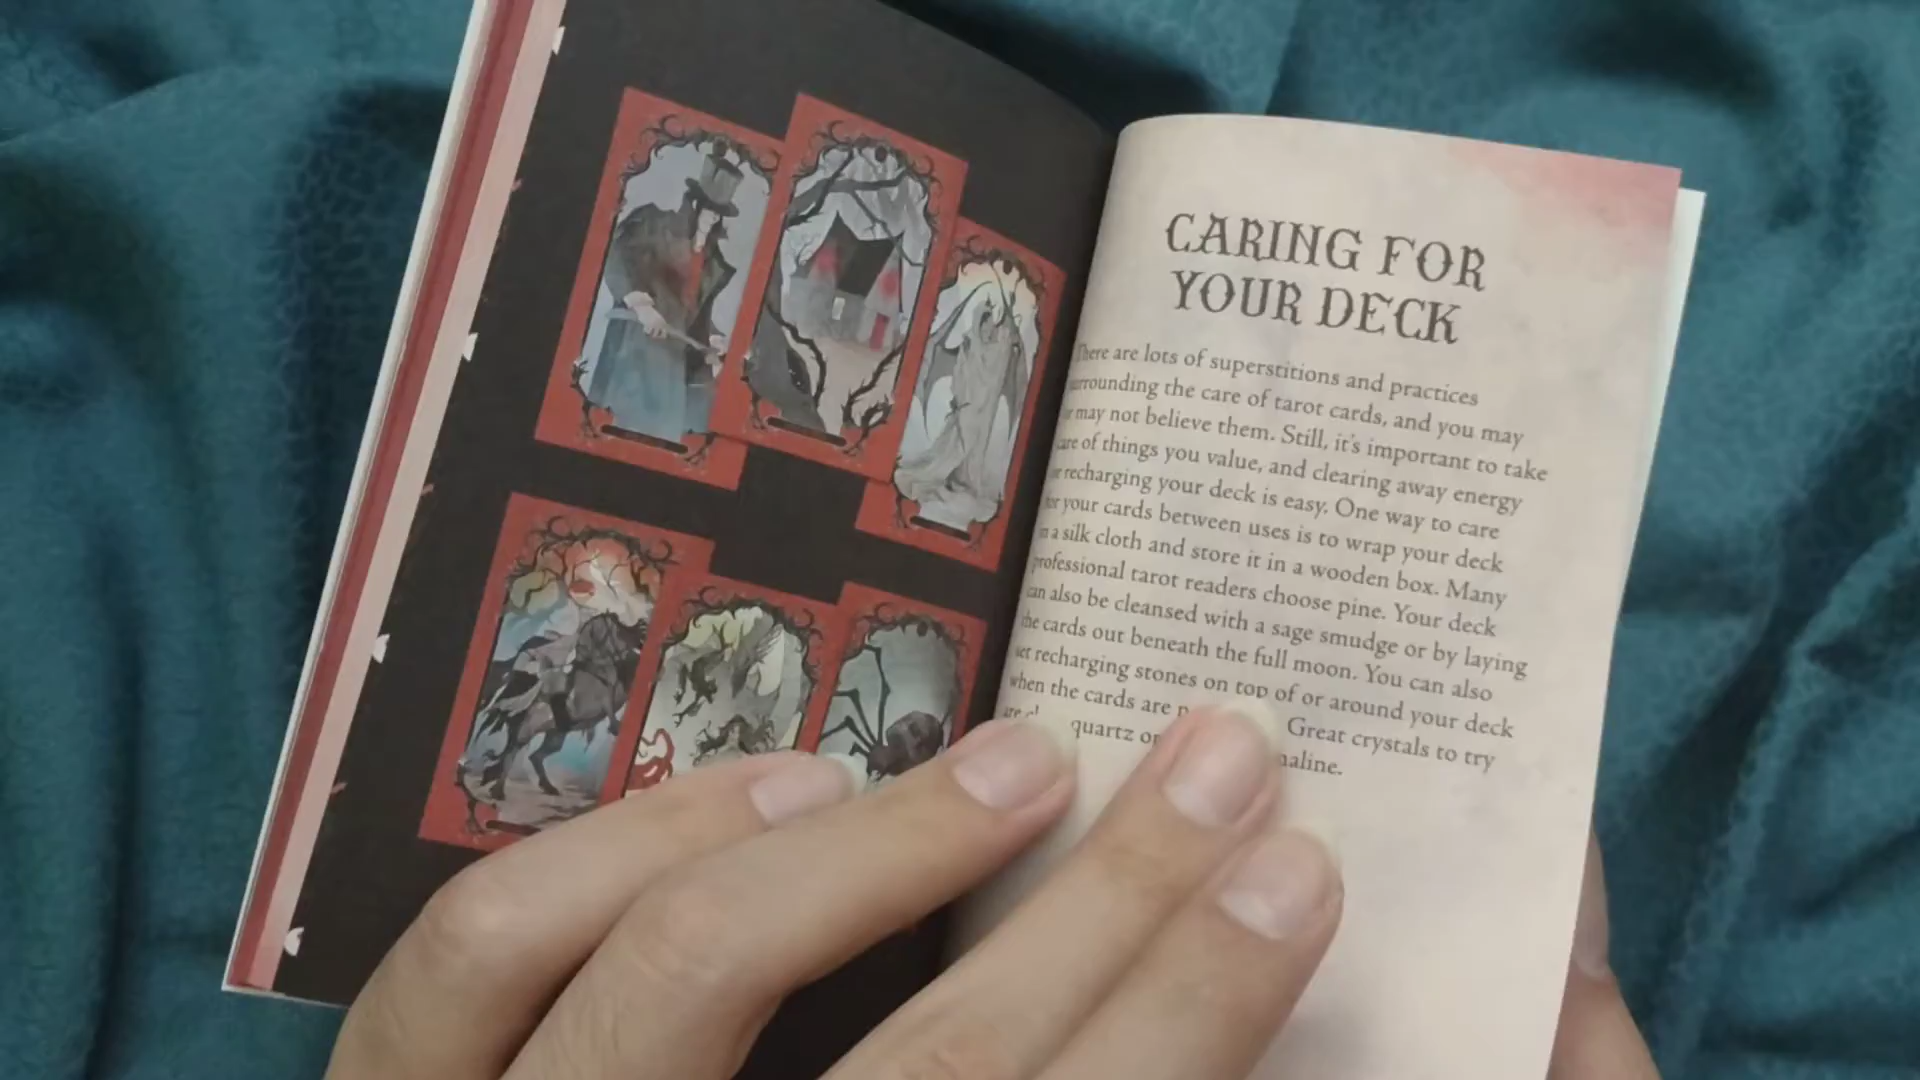 CARING FOR
YOUR DECK
There are lots of superstitions and practices
surrounding the care of tarot cards, and you may
or may not believe them. Still, it's important to take
care of things you value, and clearing away energy
or recharging your deck is easy. One way to care
for your cards between uses is to wrap your deck
in a silk cloth and store it in a wooden box. Many
professional tarot readers choose pine. Your deck
can also be cleansed with a sage smudge or by laying
the cards out beneath the full moon. You can also
set recharging stones on top of or around your deck
when the cards are Great crystals to try
are quartz or